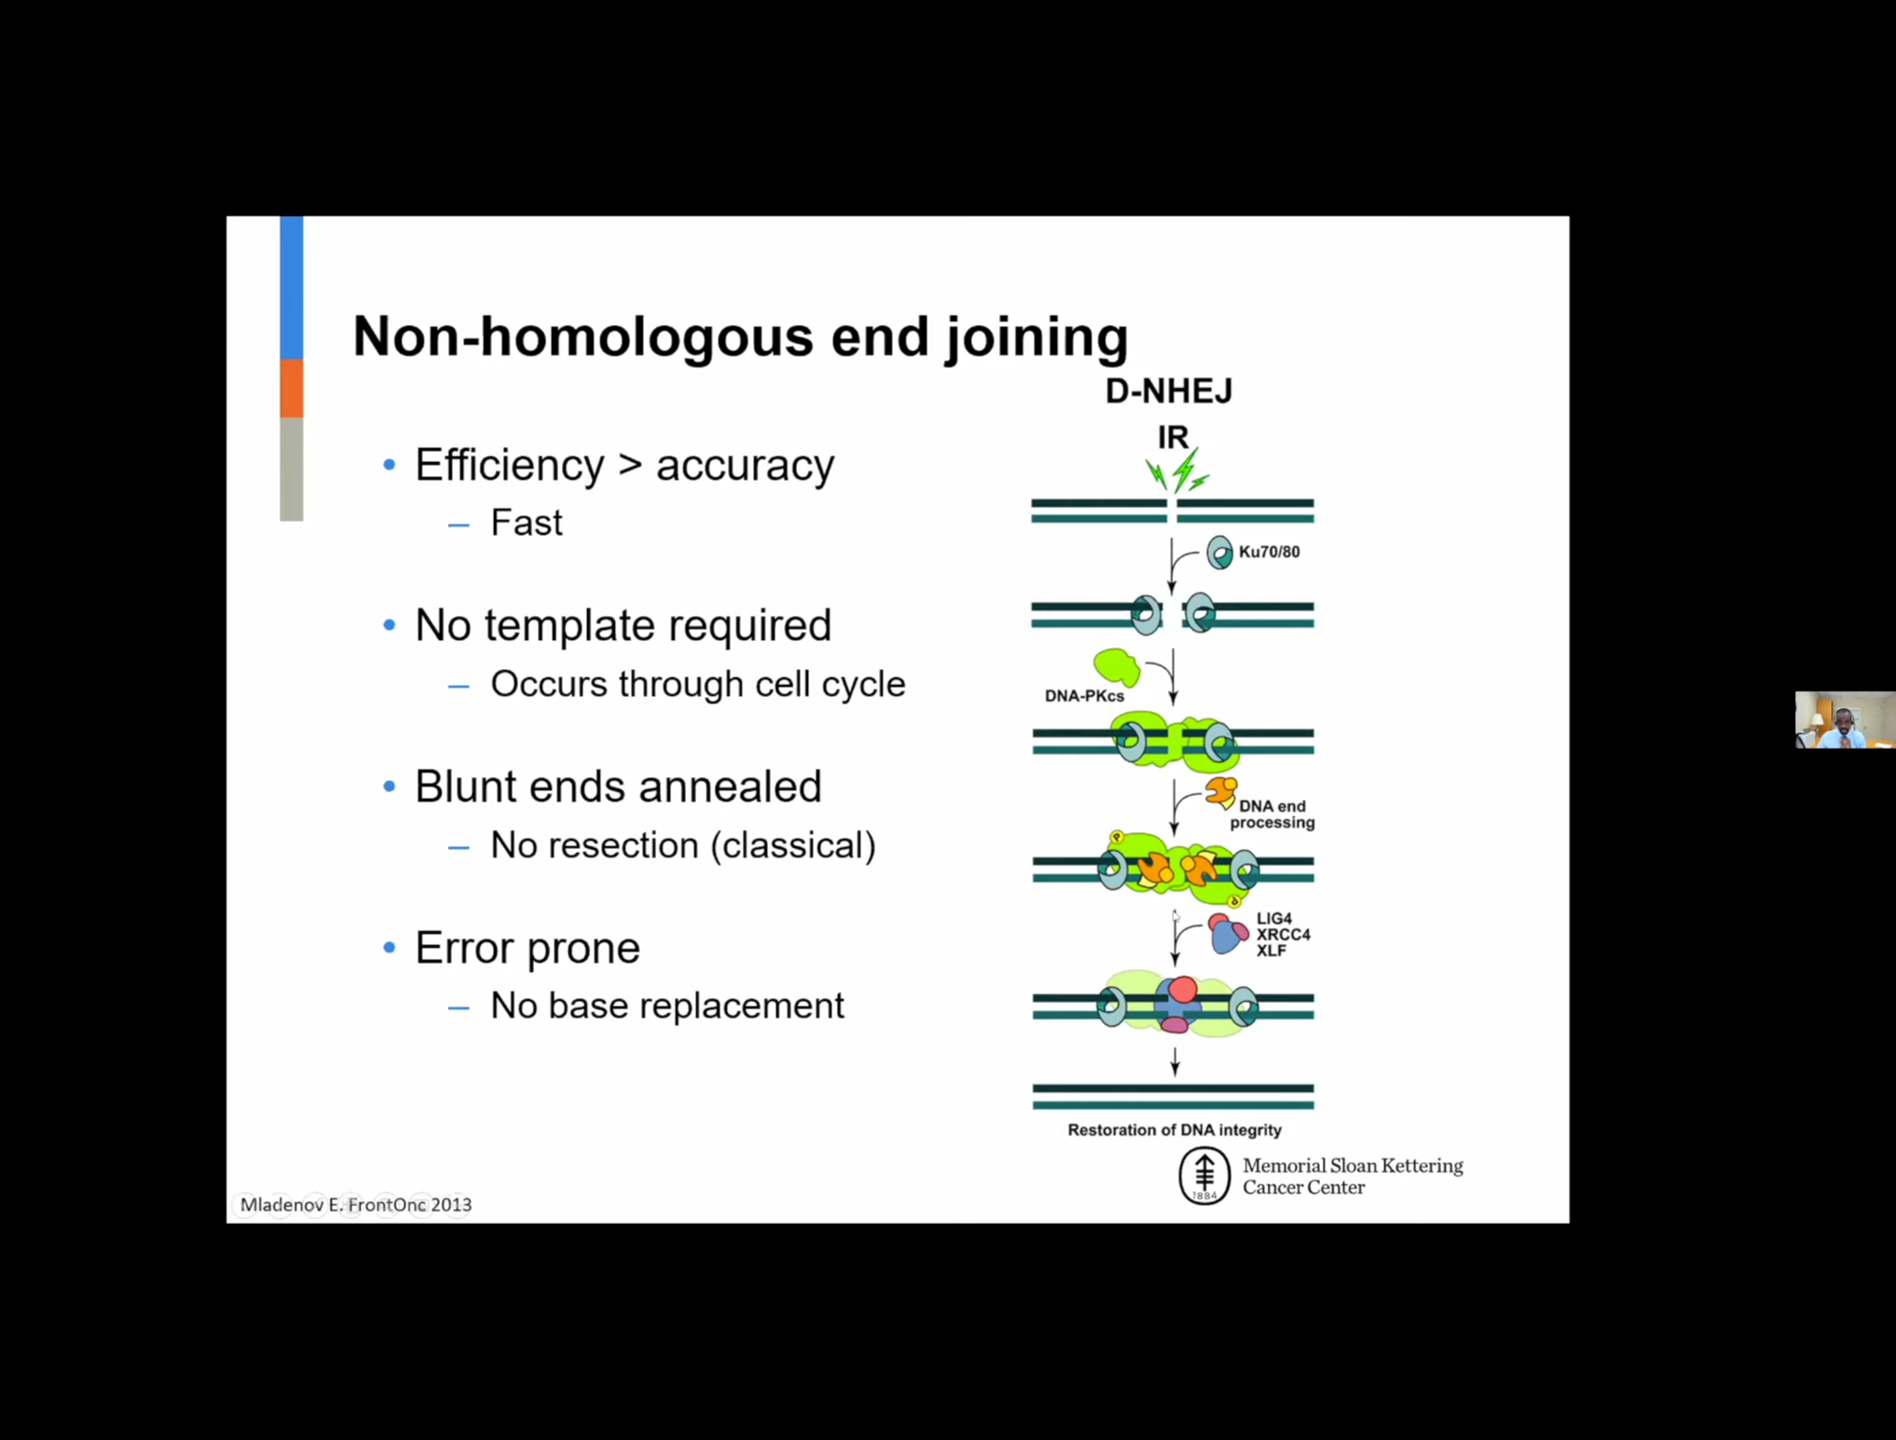 Non-homologous end joining
D-NHEJ
IR
• Efficiency > accuracy
– Fast
• No template required
– Occurs through cell cycle
• Blunt ends annealed
– No resection (classical)
• Error prone
– No base replacement
Ku70/80
DNA-PKcs
DNA end
processing
P
P
LIG4
XRCC4
XLF
Restoration of DNA integrity
1884
Memorial Sloan Kettering
Cancer Center
Mladenov E. FrontOnc 2013